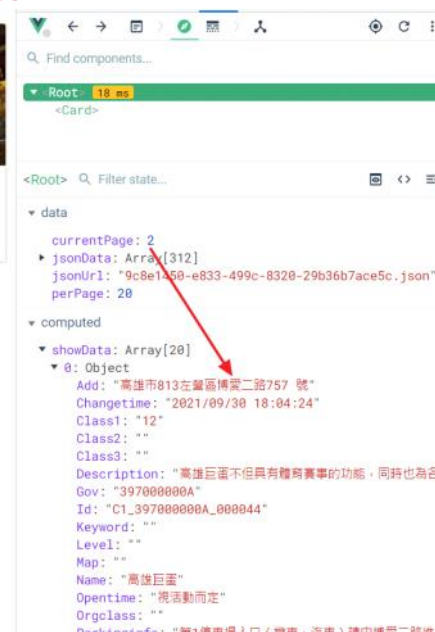 Find components...
<Root> 18 ms
<Card>
<Root> Filter state...
data
currentPage: 2
jsonData: Array[312]
jsonUrl: "9c8e1450-e833-499c-8320-29b36b7ace5c.json"
perPage: 20
computed
showData: Array[20]
0: Object
Add: "高雄市813左營區博愛二路757 號"
Changetime: "2021/09/30 18:04:24"
Class1: "12"
Class2: ""
Class3: ""
Description: "高雄巨蛋不但具有體育賽事的功能，同時也為各
Gov: "397000000A"
Id: "C1_397000000A_000044"
Keyword: ""
Level: ""
Map: ""
Name: "高雄巨蛋"
Opentime: "視活動而定"
Orgclass: ""